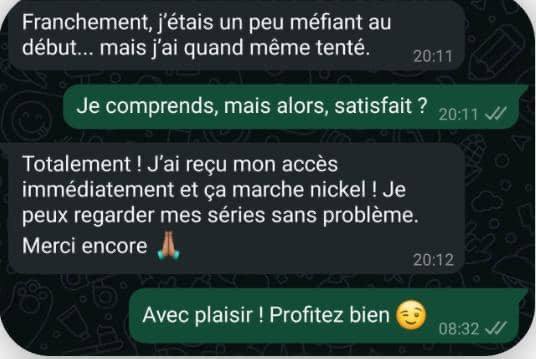 Franchement, j’étais un peu méfiant au
début... mais j’ai quand même tenté.
20:11
Je comprends, mais alors, satisfait ?
20:11
Totalement ! J’ai reçu mon accès
immédiatement et ça marche nickel ! Je
peux regarder mes séries sans problème.
Merci encore 🙏🏽
20:12
Avec plaisir ! Profitez bien 😉
08:32